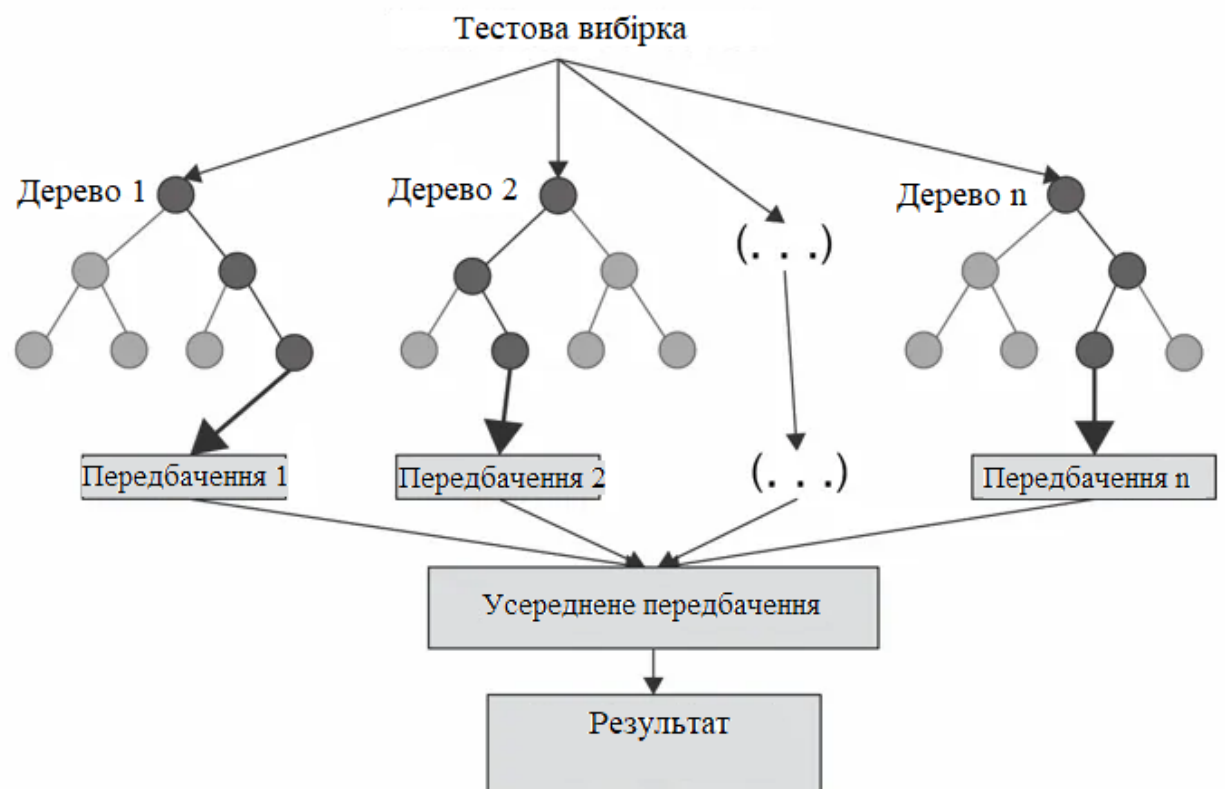 Тестова вибірка
Дерево 1
Дерево 2
Дерево n
(. . .)
Передбачення 1
Передбачення 2
(. . .)
Передбачення n
Усереднене передбачення
Результат